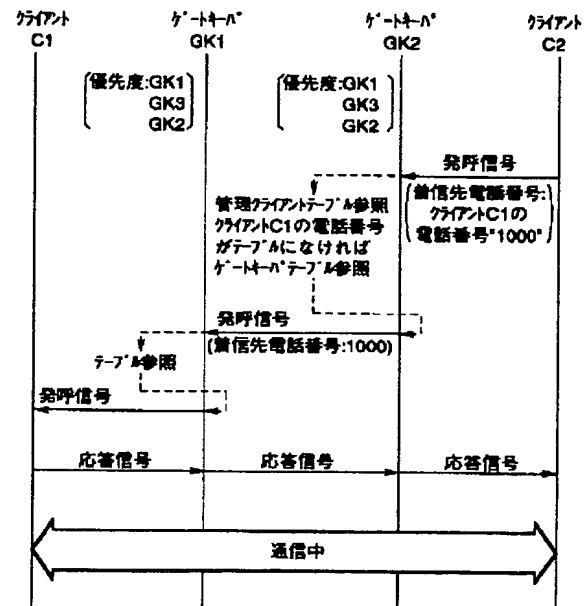 クライアント
C1
ゲートキーパ
GK1
ゲートキーパ
GK2
クライアント
C2
優先度:GK1
GK3
GK2
優先度:GK1
GK3
GK2
発呼信号
着信先電話番号:
クライアントC1の
電話番号"1000"
管理クライアントテーブル参照
クライアントC1の電話番号
がテーブルになければ
ゲートキーパテーブル参照
発呼信号
(着信先電話番号:1000)
テーブル参照
発呼信号
応答信号
応答信号
応答信号
通信中